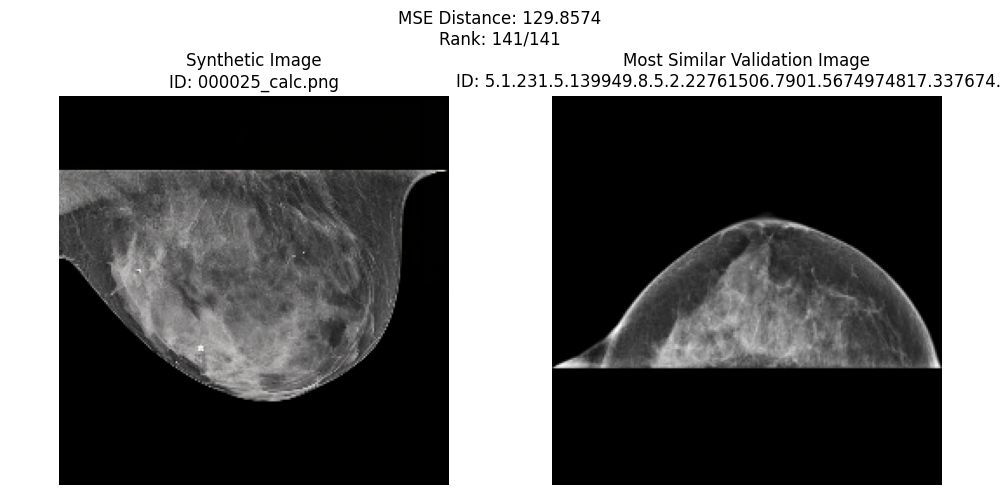 MSE Distance: 129.8574
Rank: 141/141
Synthetic Image
ID: 000025_calc.png
Most Similar Validation Image
ID: 5.1.231.5.139949.8.5.2.22761506.7901.5674974817.337674.